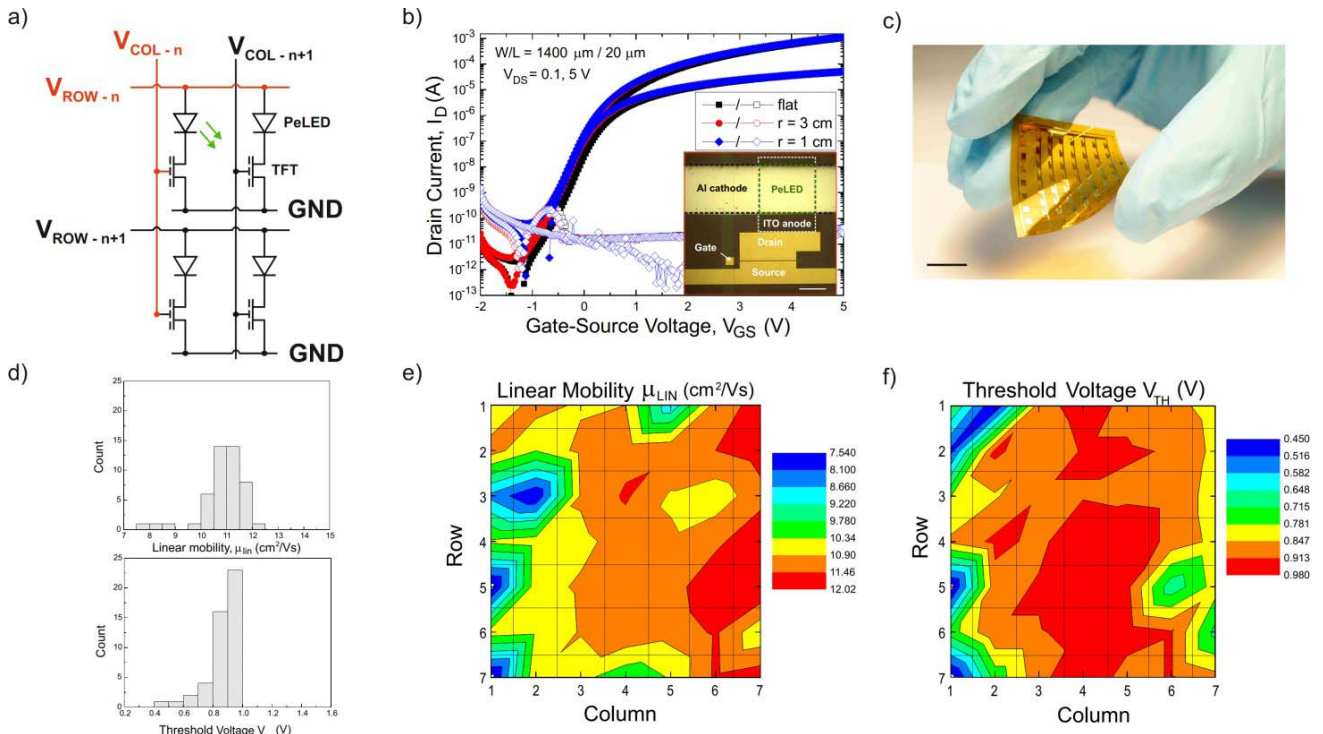 a)
V_COL - n
V_COL - n+1
V_ROW - n
PeLED
TFT
GND
V_ROW - n+1
GND
b)
W/L = 1400 μm / 20 μm
V_DS = 0.1, 5 V
flat
r = 3 cm
r = 1 cm
Al cathode
PeLED
ITO anode
Drain
Gate
Source
Drain Current, I_D (A)
10^-3
10^-4
10^-5
10^-6
10^-7
10^-8
10^-9
10^-10
10^-11
10^-12
10^-13
-2 -1 0 1 2 3 4 5
Gate-Source Voltage, V_GS (V)
c)
d)
Count
25
20
15
10
5
0
7 8 9 10 11 12 13 14 15
Linear mobility, μ_lin (cm²/Vs)
Count
25
20
15
10
5
0
0.2 0.4 0.6 0.8 1.0 1.2 1.4 1.6
Threshold Voltage V (V)
e)
Linear Mobility μ_LIN (cm²/Vs)
Row
1
2
3
4
5
6
7
1 2 3 4 5 6 7
Column
7.540
8.100
8.660
9.220
9.780
10.34
10.90
11.46
12.02
f)
Threshold Voltage V_TH (V)
Row
1
2
3
4
5
6
7
1 2 3 4 5 6 7
Column
0.450
0.516
0.582
0.648
0.715
0.781
0.847
0.913
0.980